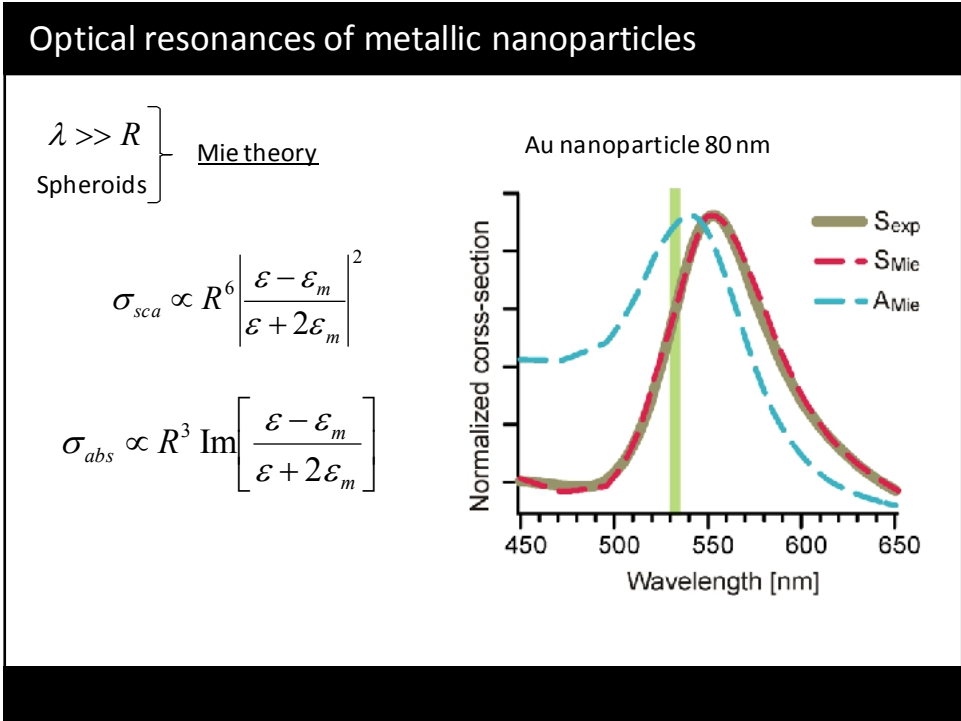 Optical resonances of metallic nanoparticles
λ >> R
Spheroids
Mie theory
σ_sca ∝ R^6 |(ε − ε_m)/(ε + 2ε_m)|^2
σ_abs ∝ R^3 Im[(ε − ε_m)/(ε + 2ε_m)]
Au nanoparticle 80 nm
Normalized corss-section
S_exp
S_Mie
A_Mie
450 500 550 600 650
Wavelength [nm]